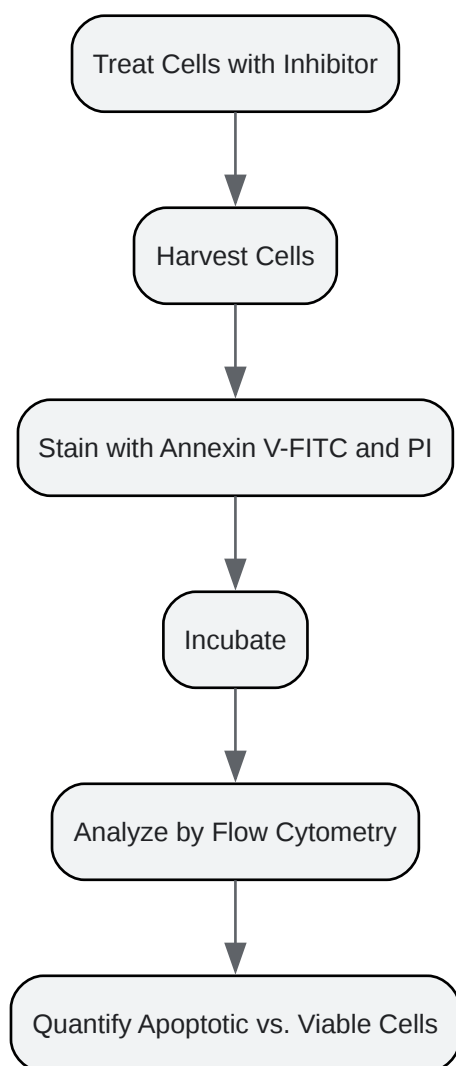 Treat Cells with Inhibitor
Harvest Cells
Stain with Annexin V-FITC and PI
Incubate
Analyze by Flow Cytometry
Quantify Apoptotic vs. Viable Cells